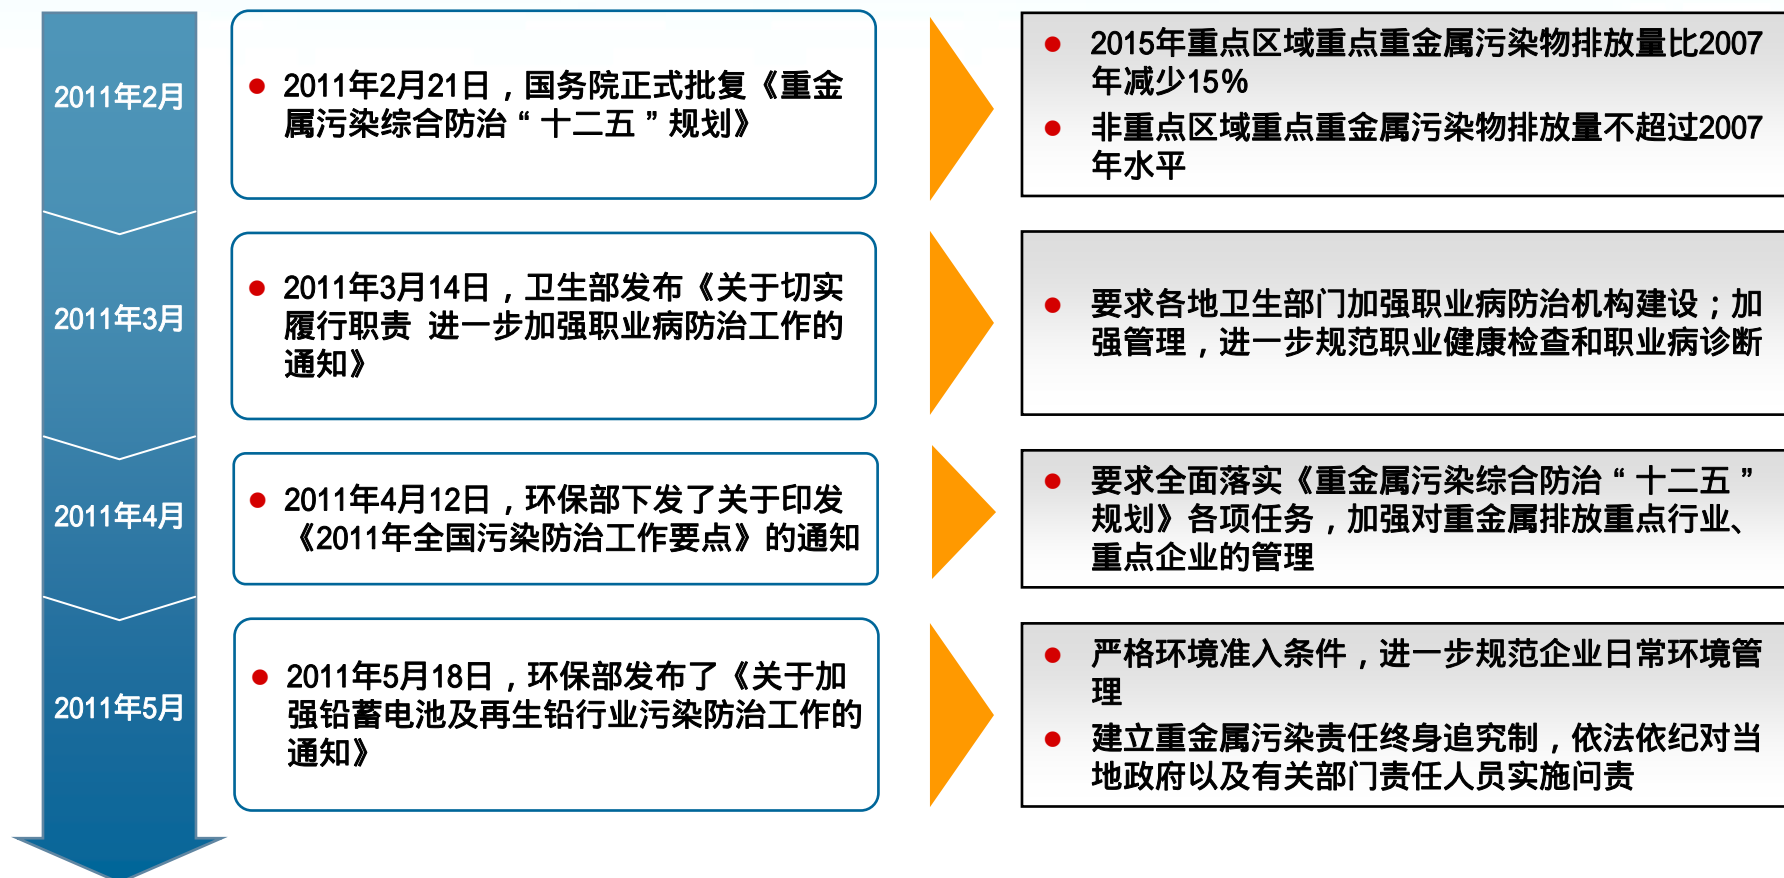 2011年2月
● 2011年2月21日，国务院正式批复《重金
属污染综合防治“十二五”规划》
● 2015年重点区域重点重金属污染物排放量比2007
年减少15%
● 非重点区域重点重金属污染物排放量不超过2007
年水平
2011年3月
● 2011年3月14日，卫生部发布《关于切实
履行职责 进一步加强职业病防治工作的
通知》
● 要求各地卫生部门加强职业病防治机构建设；加
强管理，进一步规范职业健康检查和职业病诊断
2011年4月
● 2011年4月12日，环保部下发了关于印发
《2011年全国污染防治工作要点》的通知
● 要求全面落实《重金属污染综合防治“十二五”
规划》各项任务，加强对重金属排放重点行业、
重点企业的管理
2011年5月
● 2011年5月18日，环保部发布了《关于加
强铅蓄电池及再生铅行业污染防治工作的
通知》
● 严格环境准入条件，进一步规范企业日常环境管
理
● 建立重金属污染责任终身追究制，依法依纪对当
地政府以及有关部门责任人员实施问责